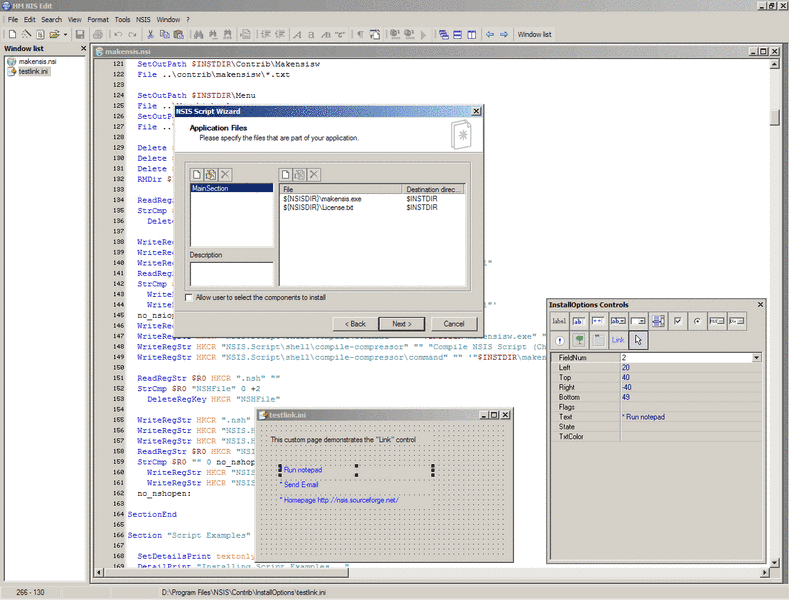 HM NIS Edit
File Edit Search View Format Tools NSIS Window ?
Window list
Window list
makensis.nsi
testlink.ini
makensis.nsi
121 SetOutPath $INSTDIR\Contrib\Makensisw
122 File ..\contrib\makensisw\*.txt
123
124 SetOutPath $INSTDIR\Menu
125 File ..
126 SetOutP
127 File ..
128
129 Delete
130 Delete
131 Delete
132 RMDir $
133
134 ReadReg
135 StrCmp
136 Delete
137
138 WriteReg
139 WriteReg
140 WriteReg
141 ReadReg
142 StrCmp
143 WriteR
144 WriteR
145 no_nsiop
146 WriteReg
147 WriteReg
148 WriteRegStr HKCR "NSIS.Script\shell\compile-compressor" "" "Compile NSIS Script (Ch
149 WriteRegStr HKCR "NSIS.Script\shell\compile-compressor\command" "" '"$INSTDIR\maken
150
151 ReadRegStr $R0 HKCR ".nsh" ""
152 StrCmp $R0 "NSHFile" 0 +2
153 DeleteRegKey HKCR "NSHFile"
154
155 WriteRegStr HKCR ".nsh"
156 WriteRegStr HKCR "NSIS.H
157 WriteRegStr HKCR "NSIS.H
158 ReadRegStr $R0 HKCR "NSI
159 StrCmp $R0 "" 0 no_nshop
160 WriteRegStr HKCR "NSIS
161 WriteRegStr HKCR "NSIS
162 no_nshopen:
163
164 SectionEnd
165
166 Section "Script Examples"
167
168 SetDetailsPrint textonly
169 DetailPrint "Installing Script Examples..."
NSIS Script Wizard
Application Files
Please specify the files that are part of your application.
MainSection
File Destination direc...
${NSISDIR}\makensis.exe $INSTDIR
${NSISDIR}\License.txt $INSTDIR
Description
Allow user to select the components to install
< Back Next > Cancel
testlink.ini
This custom page demonstrates the "Link" control
* Run notepad
* Send E-mail
* Homepage http://nsis.sourceforge.net/
InstallOptions Controls
label
Link
FieldNum 2
Left 20
Top 40
Right -40
Bottom 49
Flags
Text * Run notepad
State
TxtColor
266 - 130 D:\Program Files\NSIS\Contrib\InstallOptions\testlink.ini